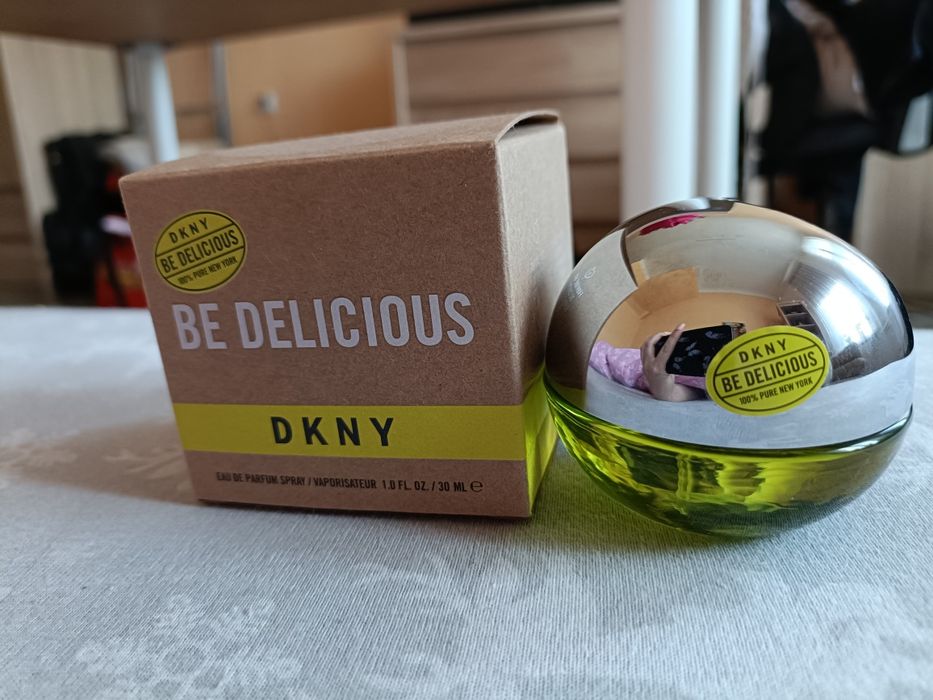 DKNY
BE DELICIOUS
100% PURE NEW YORK
BE DELICIOUS
DKNY
EAU DE PARFUM SPRAY / VAPORISATEUR 1.0 FL. OZ. / 30 ML ℮
DKNY
BE DELICIOUS
100% PURE NEW YORK